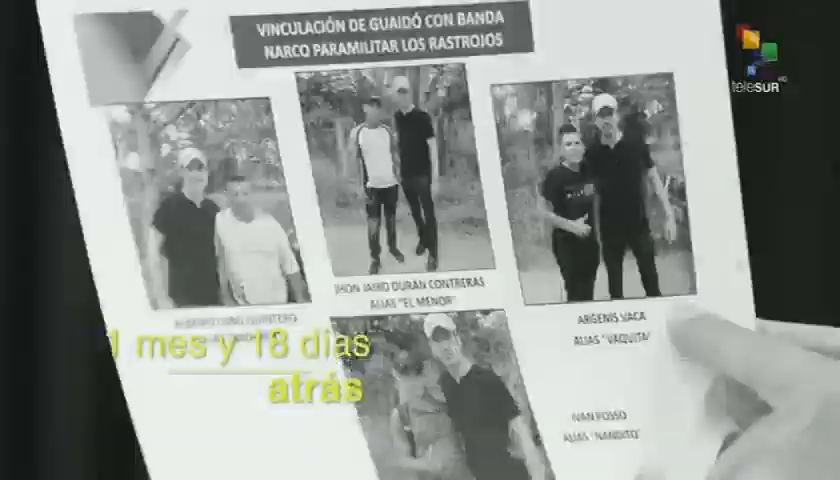 VINCULACIÓN DE GUAIDÓ CON BANDA
NARCO PARAMILITAR LOS RASTROJOS
teleSUR HD
JHON JAIRO DURÁN CONTRERAS
ALIAS "EL MENOR"
ARGENIS VACA
ALIAS "VAQUITA"
1 mes y 18 días
atrás
IVAN POSSO
ALIAS "NANDITO"